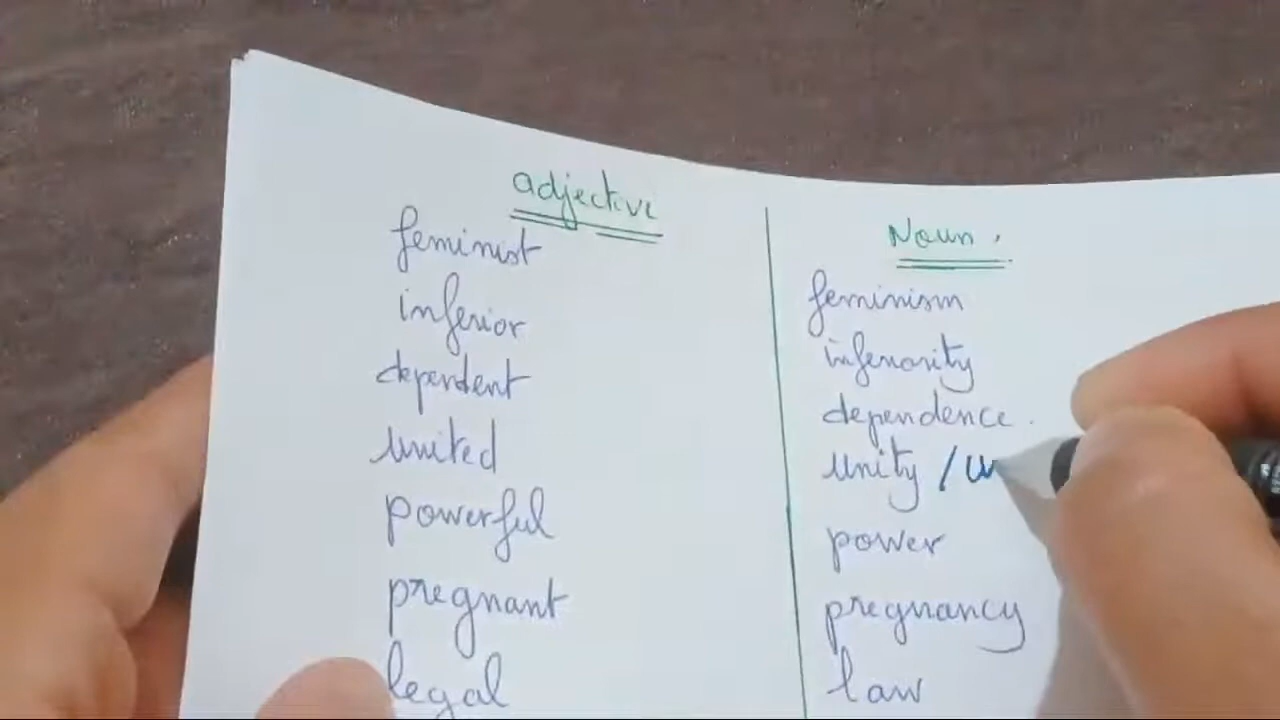 adjective
Noun.
feminist
feminism
inferior
inferiority
dependent
dependence.
united
unity /
powerful
power
pregnant
pregnancy
legal
law